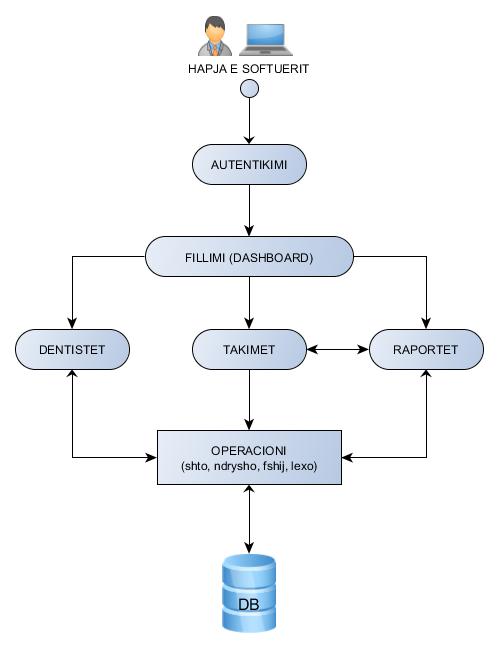 HAPJA E SOFTUERIT
AUTENTIKIMI
FILLIMI (DASHBOARD)
DENTISTET
TAKIMET
RAPORTET
OPERACIONI
(shto, ndrysho, fshij, lexo)
DB